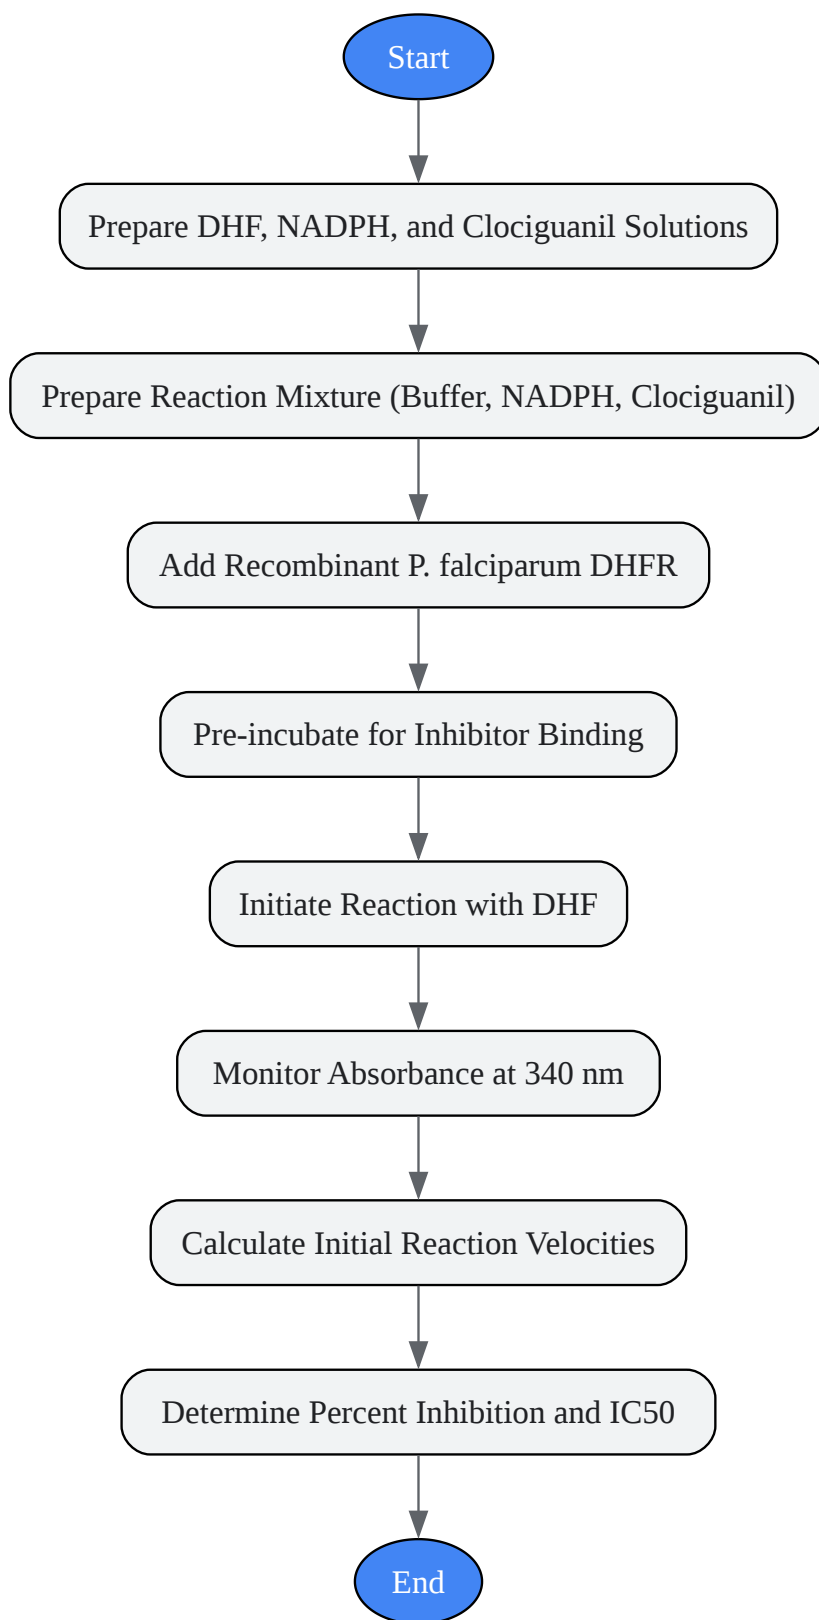 Start
Prepare DHF, NADPH, and Clociguanil Solutions
Prepare Reaction Mixture (Buffer, NADPH, Clociguanil)
Add Recombinant P. falciparum DHFR
Pre-incubate for Inhibitor Binding
Initiate Reaction with DHF
Monitor Absorbance at 340 nm
Calculate Initial Reaction Velocities
Determine Percent Inhibition and IC50
End